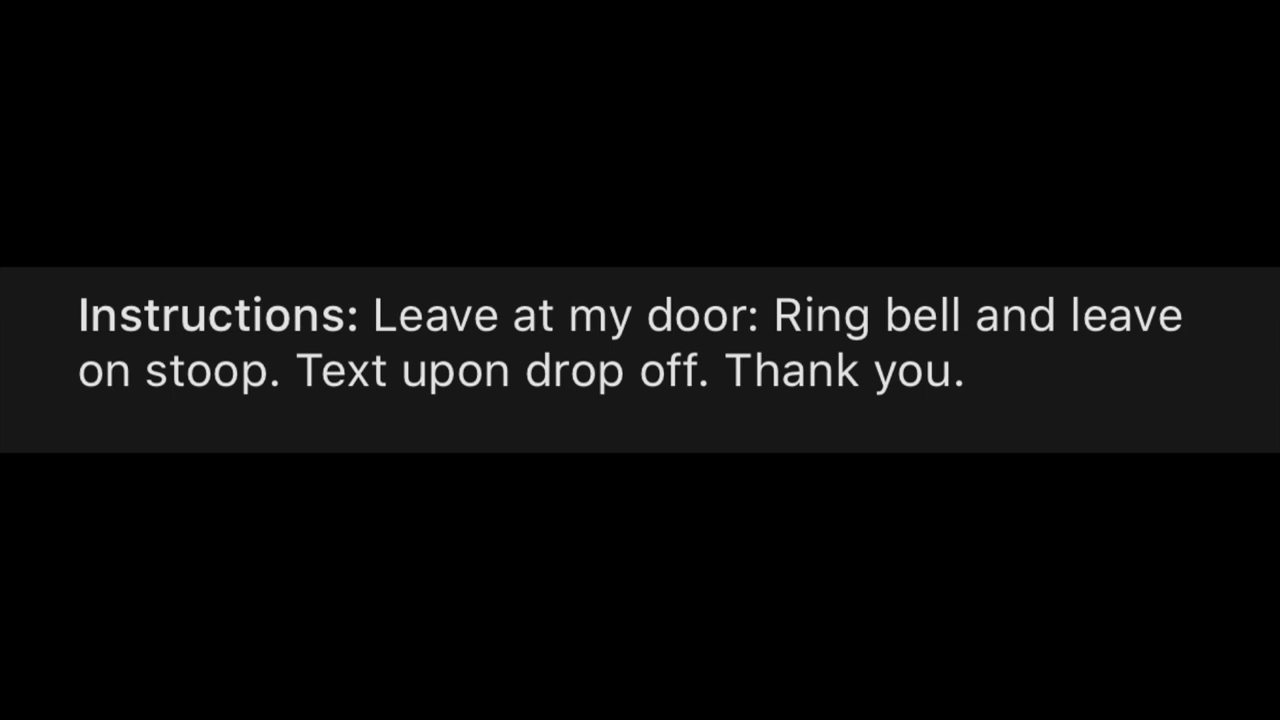 Instructions: Leave at my door: Ring bell and leave
on stoop. Text upon drop off. Thank you.